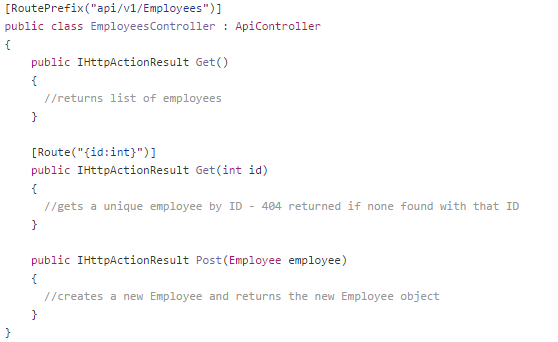 [RoutePrefix("api/v1/Employees")]
public class EmployeesController : ApiController
{
    public IHttpActionResult Get()
    {
      //returns list of employees
    }

    [Route("{id:int}")]
    public IHttpActionResult Get(int id)
    {
      //gets a unique employee by ID - 404 returned if none found with that ID
    }

    public IHttpActionResult Post(Employee employee)
    {
      //creates a new Employee and returns the new Employee object
    }
}